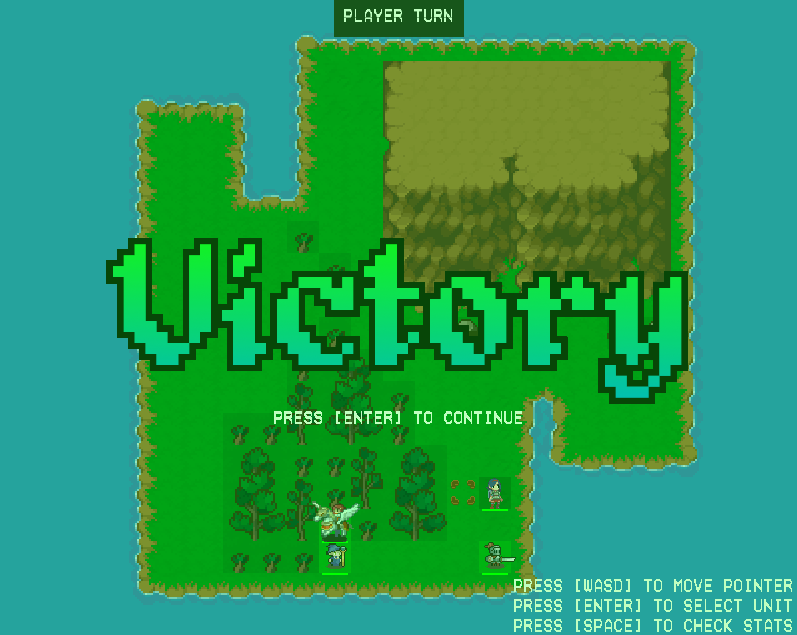 PLAYER TURN
Victory
PRESS [ENTER] TO CONTINUE
PRESS [WASD] TO MOVE POINTER
PRESS [ENTER] TO SELECT UNIT
PRESS [SPACE] TO CHECK STATS